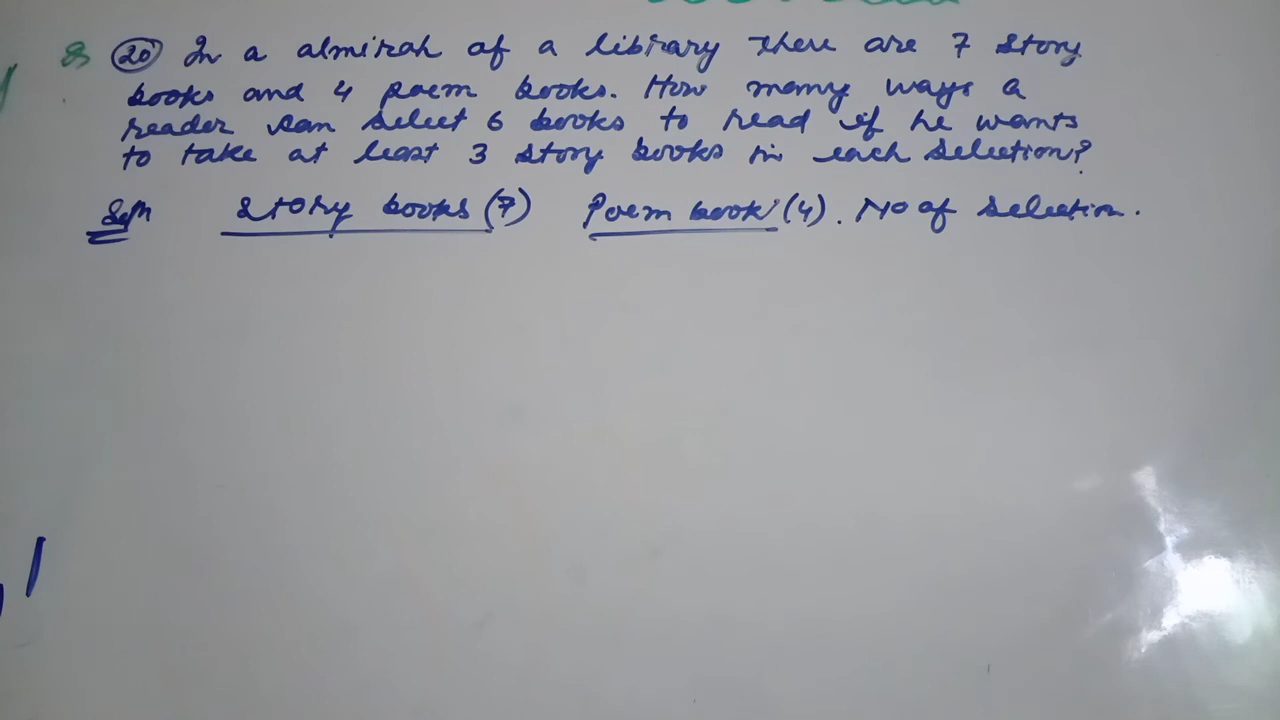 Q (20) In a almirah of a library there are 7 story
books and 4 poem books. How many ways a
reader can select 6 books to read if he wants
to take at least 3 story books in each selection?
Solⁿ Story books (7) Poem book (4). No of selection.